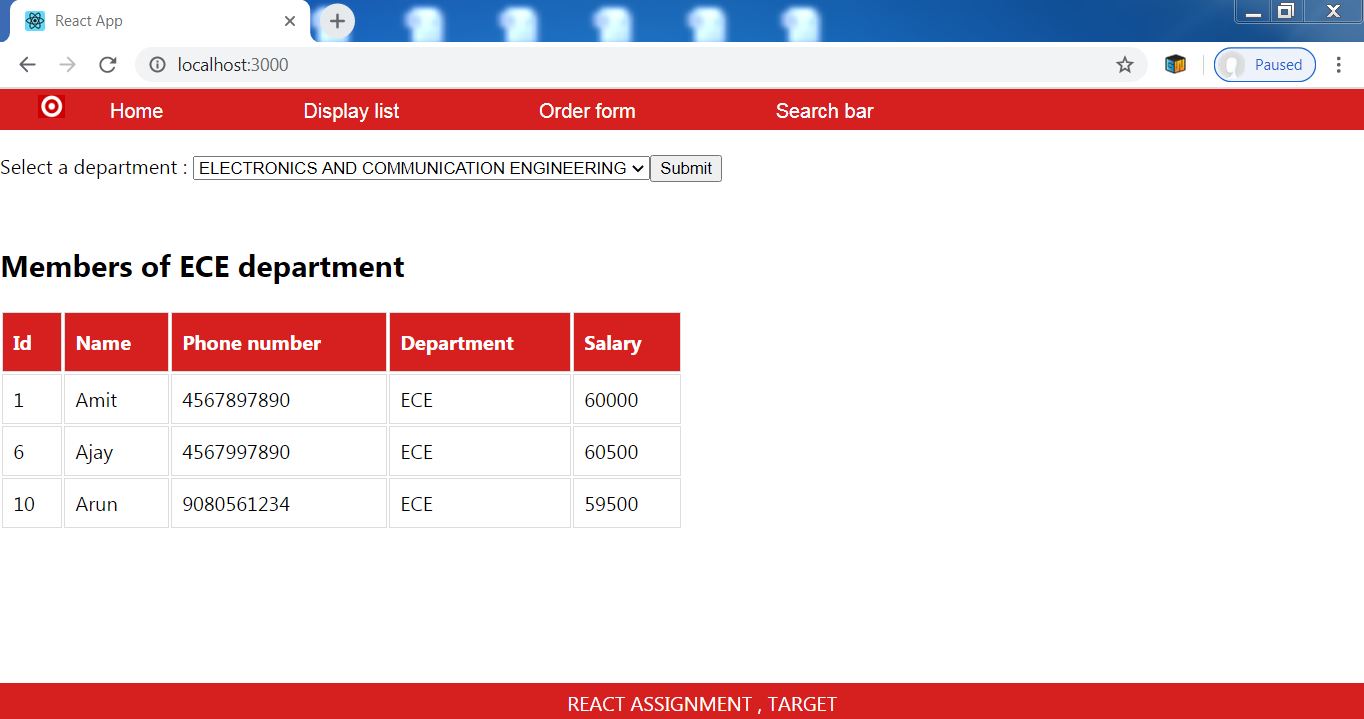 React App
localhost:3000
Paused
Home Display list Order form Search bar
Select a department : ELECTRONICS AND COMMUNICATION ENGINEERING Submit
Members of ECE department
Id Name Phone number Department Salary
1 Amit 4567897890 ECE 60000
6 Ajay 4567997890 ECE 60500
10 Arun 9080561234 ECE 59500
REACT ASSIGNMENT , TARGET